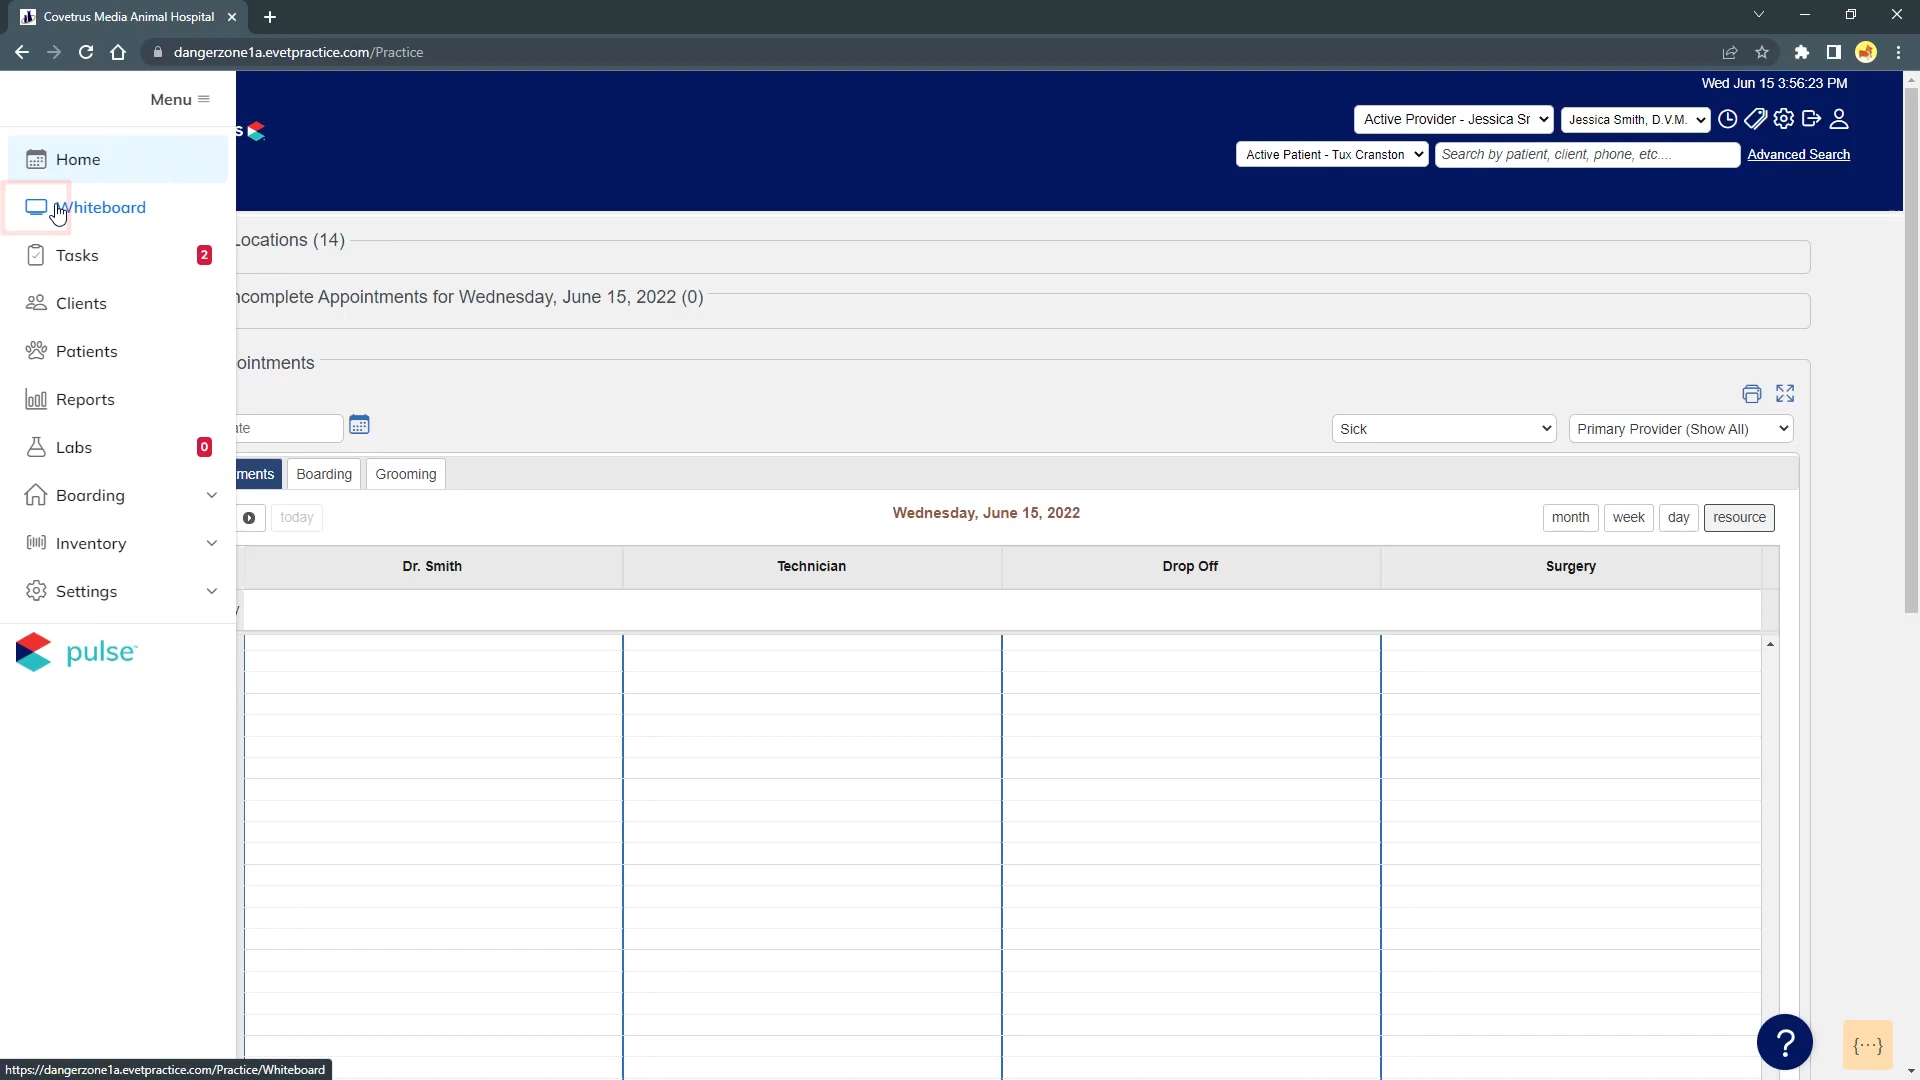 Covetrus Media Animal Hospital
dangerzone1a.evetpractice.com/Practice
Wed Jun 15 3:56:23 PM
Menu
Active Provider - Jessica Sr
Jessica Smith, D.V.M.
s
Active Patient - Tux Cranston
Search by patient, client, phone, etc....
Advanced Search
Home
Whiteboard
Tasks
2
Clients
Patients
Reports
Labs
0
Boarding
Inventory
Settings
pulse
Locations (14)
ncomplete Appointments for Wednesday, June 15, 2022 (0)
ointments
ate
Sick
Primary Provider (Show All)
ments
Boarding
Grooming
today
Wednesday, June 15, 2022
month
week
day
resource
Dr. Smith
Technician
Drop Off
Surgery
y
?
{···}
https://dangerzone1a.evetpractice.com/Practice/Whiteboard